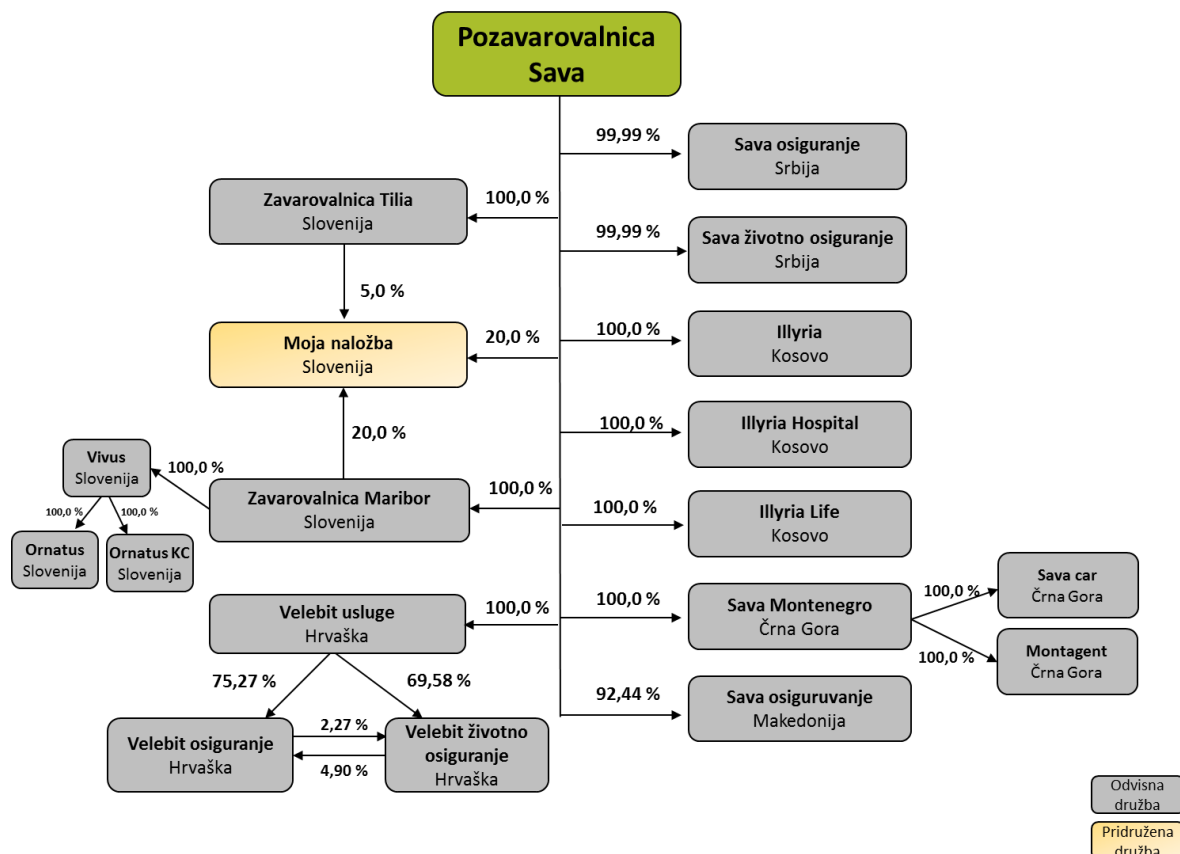 Pozavarovalnica
Sava
99,99 %
Sava osiguranje
Srbija
Zavarovalnica Tilia
Slovenija
100,0 %
99,99 %
Sava životno osiguranje
Srbija
5,0 %
Moja naložba
Slovenija
20,0 %
100,0 %
Illyria
Kosovo
20,0 %
100,0 %
Illyria Hospital
Kosovo
Vivus
Slovenija
100,0 %
Zavarovalnica Maribor
Slovenija
100,0 %
100,0 %
100,0 %
Ornatus
Slovenija
Ornatus KC
Slovenija
100,0 %
Illyria Life
Kosovo
Velebit usluge
Hrvaška
100,0 %
100,0 %
Sava Montenegro
Črna Gora
100,0 %
Sava car
Črna Gora
100,0 %
Montagent
Črna Gora
75,27 %
69,58 %
92,44 %
Sava osiguruvanje
Makedonija
Velebit osiguranje
Hrvaška
2,27 %
4,90 %
Velebit životno
osiguranje
Hrvaška
Odvisna
družba
Pridružena
družba